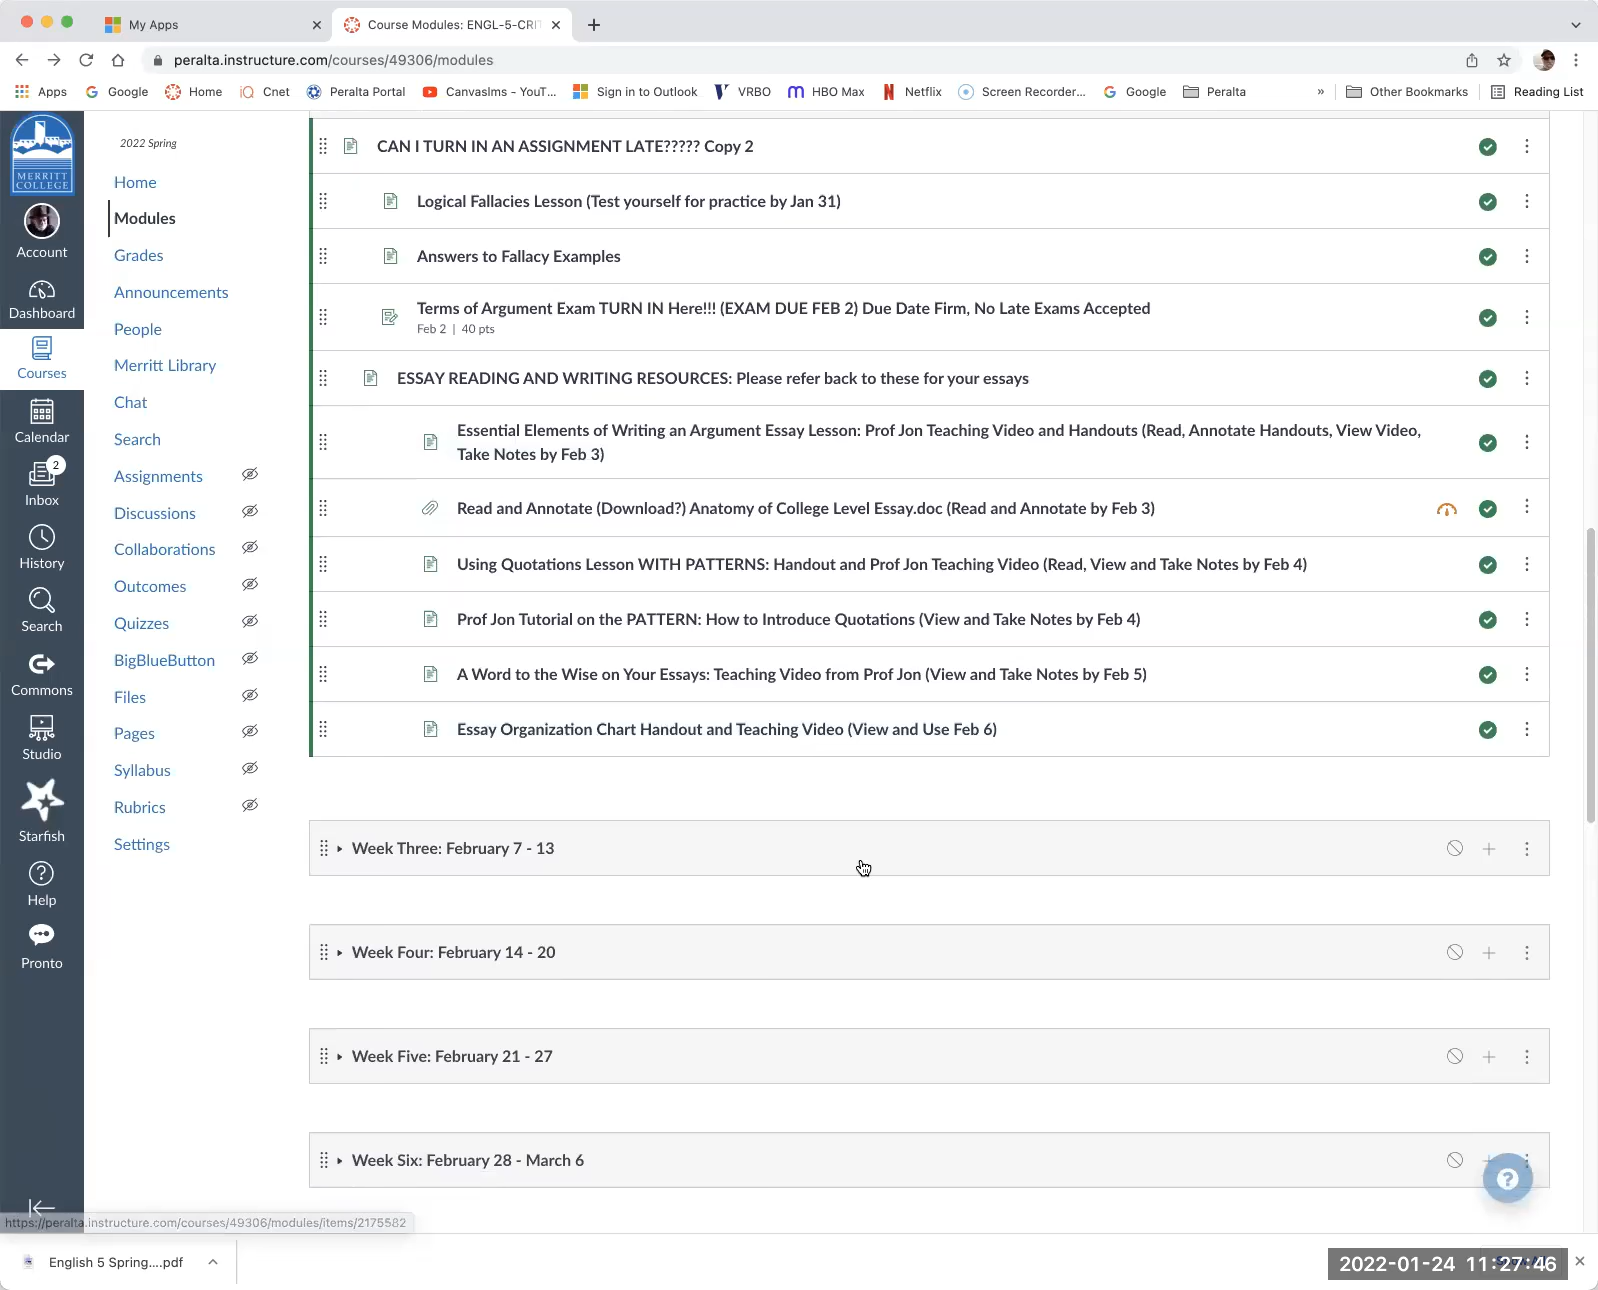 My Apps
Course Modules: ENGL-5-CRIT
peralta.instructure.com/courses/49306/modules
Apps
Google
Home
Cnet
Peralta Portal
Canvaslms - YouT...
Sign in to Outlook
VRBO
HBO Max
Netflix
Screen Recorder...
Google
Peralta
»
Other Bookmarks
Reading List
MERRITT
COLLEGE
Account
Dashboard
Courses
Calendar
2
Inbox
History
Search
Commons
Studio
Starfish
Help
Pronto
2022 Spring
Home
Modules
Grades
Announcements
People
Merritt Library
Chat
Search
Assignments
Discussions
Collaborations
Outcomes
Quizzes
BigBlueButton
Files
Pages
Syllabus
Rubrics
Settings
CAN I TURN IN AN ASSIGNMENT LATE????? Copy 2
Logical Fallacies Lesson (Test yourself for practice by Jan 31)
Answers to Fallacy Examples
Terms of Argument Exam TURN IN Here!!! (EXAM DUE FEB 2) Due Date Firm, No Late Exams Accepted
Feb 2 | 40 pts
ESSAY READING AND WRITING RESOURCES: Please refer back to these for your essays
Essential Elements of Writing an Argument Essay Lesson: Prof Jon Teaching Video and Handouts (Read, Annotate Handouts, View Video,
Take Notes by Feb 3)
Read and Annotate (Download?) Anatomy of College Level Essay.doc (Read and Annotate by Feb 3)
Using Quotations Lesson WITH PATTERNS: Handout and Prof Jon Teaching Video (Read, View and Take Notes by Feb 4)
Prof Jon Tutorial on the PATTERN: How to Introduce Quotations (View and Take Notes by Feb 4)
A Word to the Wise on Your Essays: Teaching Video from Prof Jon (View and Take Notes by Feb 5)
Essay Organization Chart Handout and Teaching Video (View and Use Feb 6)
Week Three: February 7 - 13
Week Four: February 14 - 20
Week Five: February 21 - 27
Week Six: February 28 - March 6
https://peralta.instructure.com/courses/49306/modules/items/2175582
English 5 Spring....pdf
2022-01-24 11:27:46